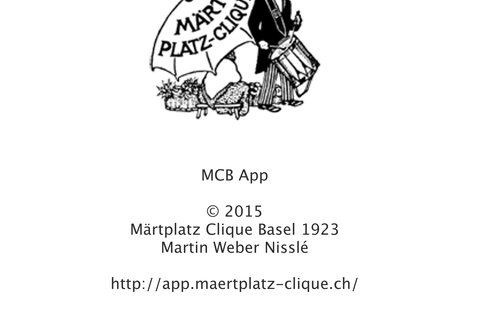 MÄRT
PLATZ-CLIQUE
MCB App
© 2015
Märtplatz Clique Basel 1923
Martin Weber Nisslé
http://app.maertplatz-clique.ch/